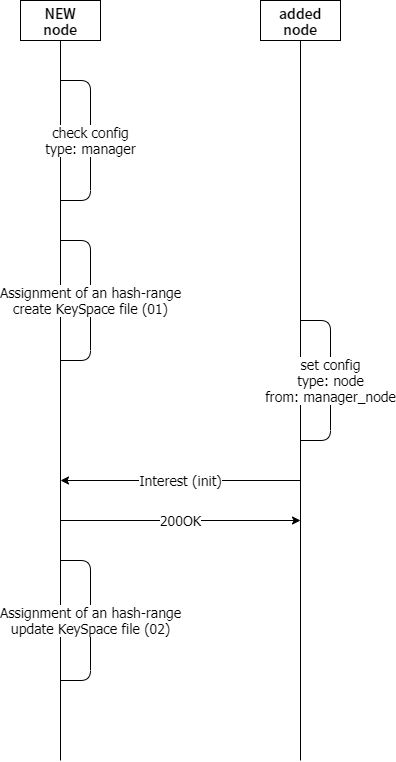 NEW
node
added
node
check config
type: manager
Assignment of an hash-range
create KeySpace file (01)
set config
type: node
from: manager_node
Interest (init)
200OK
Assignment of an hash-range
update KeySpace file (02)